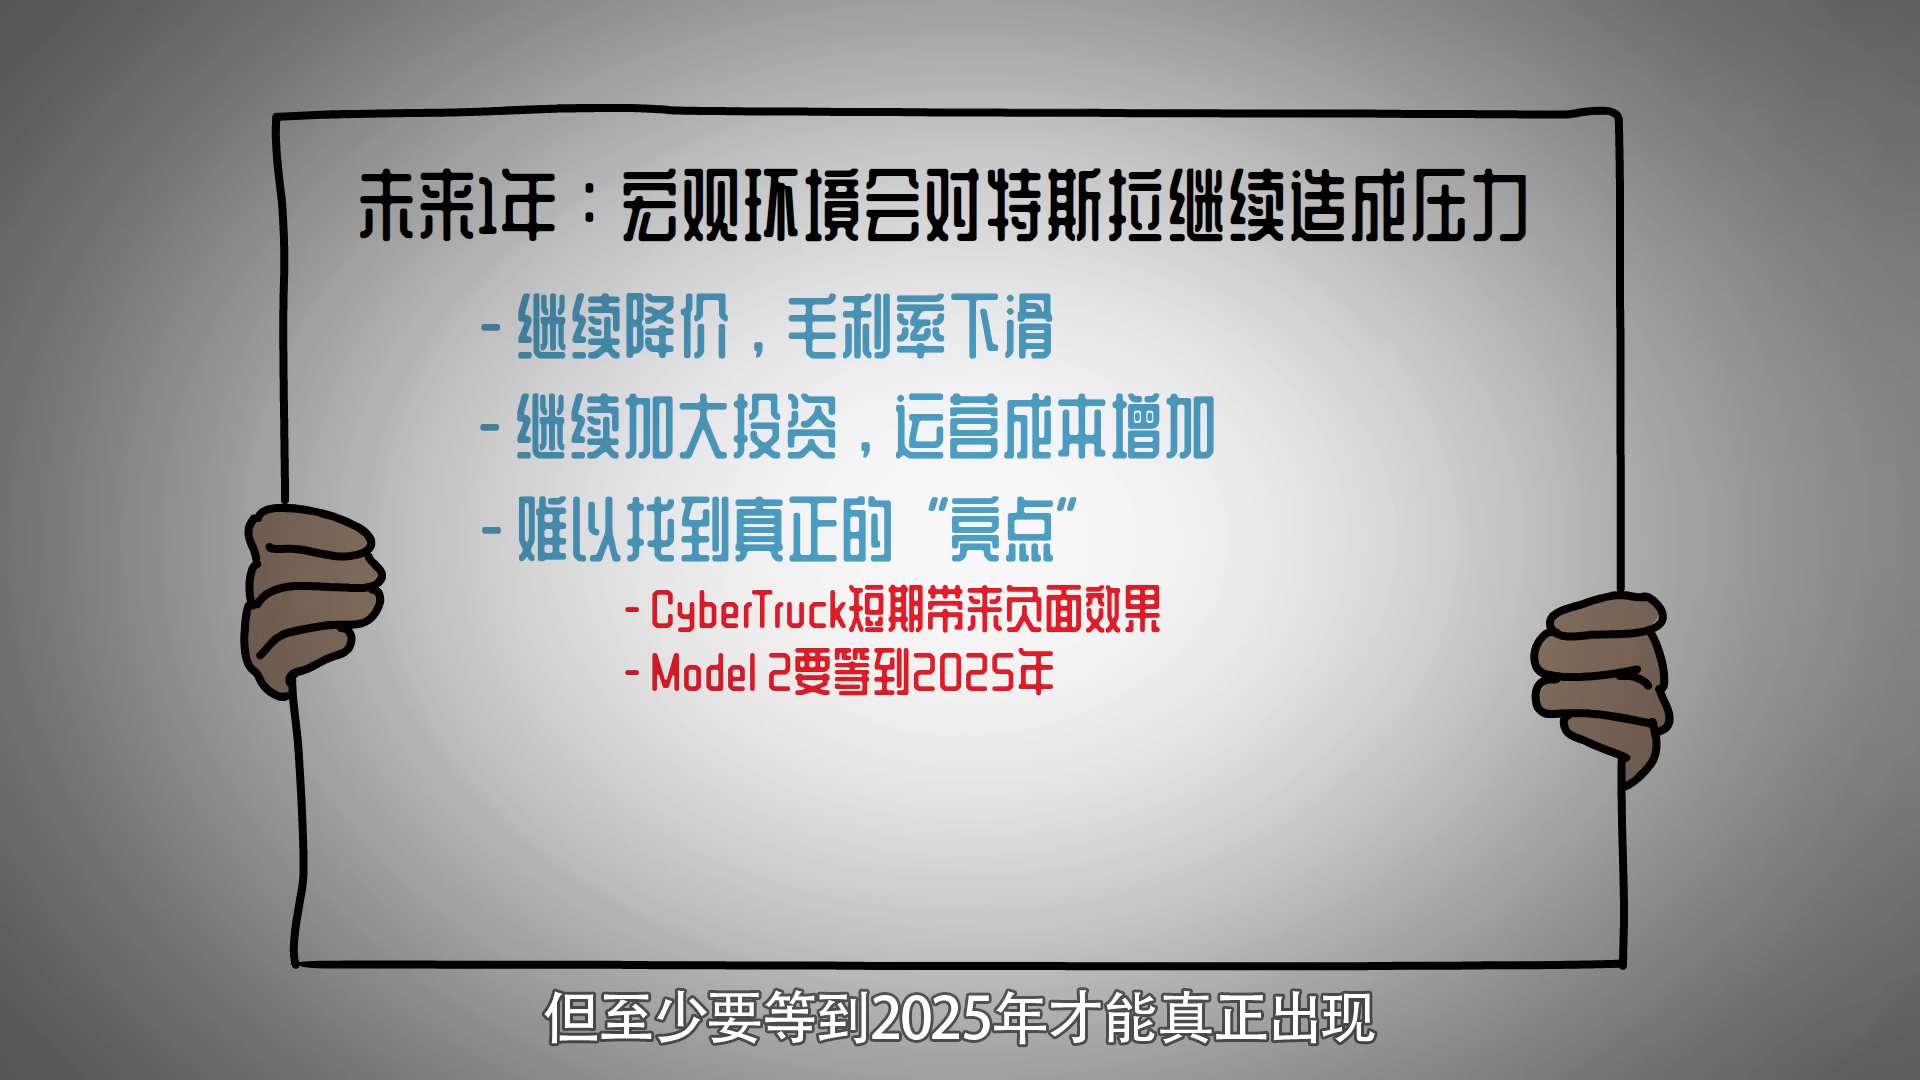 未来1年：宏观环境会对特斯拉继续造成压力
- 继续降价，毛利率下滑
- 继续加大投资，运营成本增加
- 难以找到真正的“亮点”
- CyberTruck短期带来负面效果
- Model 2要等到2025年
但至少要等到2025年才能真正出现